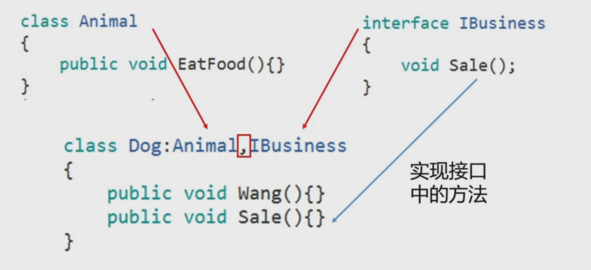 class Animal
{
public void EatFood(){}
}
interface IBusiness
{
void Sale();
}
class Dog:Animal,IBusiness
{
public void Wang(){}
public void Sale(){}
}
实现接口
中的方法